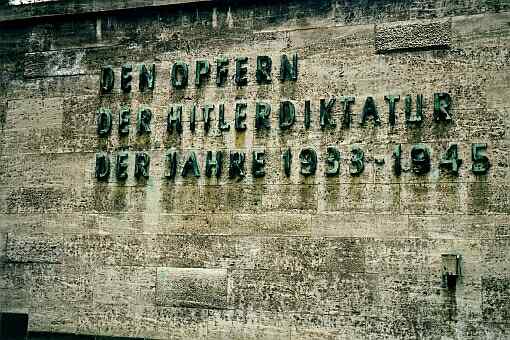 DEN OPFERN
DER HITLERDIKTATUR
DER JAHRE 1933-1945